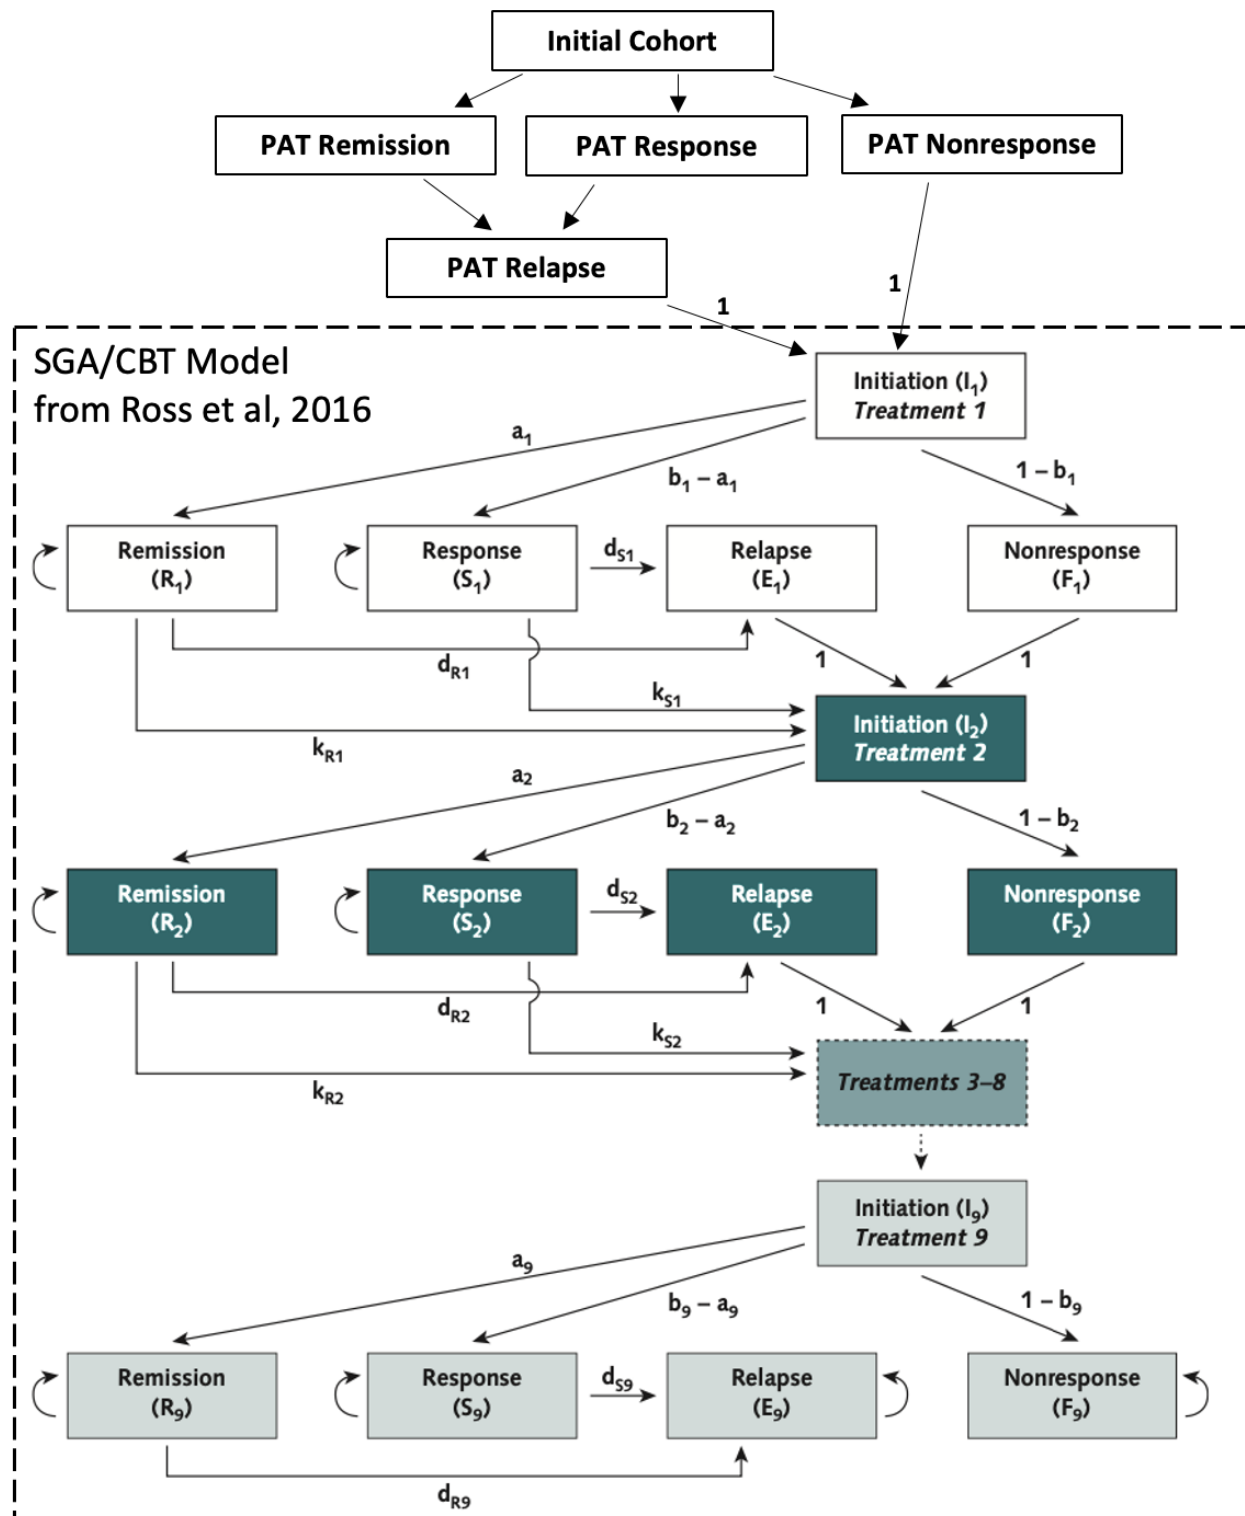 Initial Cohort
PAT Remission
PAT Response
PAT Nonresponse
PAT Relapse
1
1
SGA/CBT Model
from Ross et al, 2016
Initiation (I₁)
Treatment 1
a₁
b₁ – a₁
1 – b₁
Remission
(R₁)
Response
(S₁)
dS1
Relapse
(E₁)
Nonresponse
(F₁)
dR1
1
1
kS1
kR1
Initiation (I₂)
Treatment 2
a₂
b₂ – a₂
1 – b₂
Remission
(R₂)
Response
(S₂)
dS2
Relapse
(E₂)
Nonresponse
(F₂)
dR2
1
1
kS2
kR2
Treatments 3–8
Initiation (I₉)
Treatment 9
a₉
b₉ – a₉
1 – b₉
Remission
(R₉)
Response
(S₉)
dS9
Relapse
(E₉)
Nonresponse
(F₉)
dR9